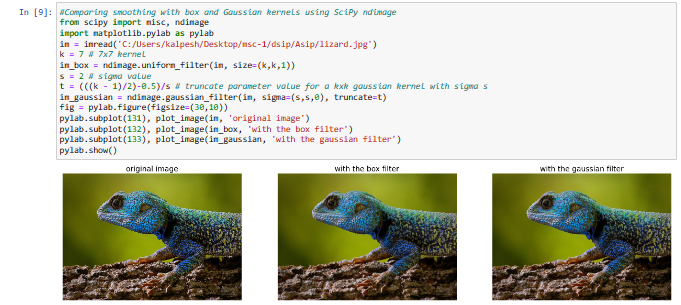 In [9]: #Comparing smoothing with box and Gaussian kernels using SciPy ndimage
from scipy import misc, ndimage
import matplotlib.pylab as pylab
im = imread('C:/Users/kalpesh/Desktop/msc-1/dsip/Asip/lizard.jpg')
k = 7 # 7x7 kernel
im_box = ndimage.uniform_filter(im, size=(k,k,1))
s = 2 # sigma value
t = (((k - 1)/2)-0.5)/s # truncate parameter value for a kxk gaussian kernel with sigma s
im_gaussian = ndimage.gaussian_filter(im, sigma=(s,s,0), truncate=t)
fig = pylab.figure(figsize=(30,10))
pylab.subplot(131), plot_image(im, 'original image')
pylab.subplot(132), plot_image(im_box, 'with the box filter')
pylab.subplot(133), plot_image(im_gaussian, 'with the gaussian filter')
pylab.show()
original image with the box filter with the gaussian filter